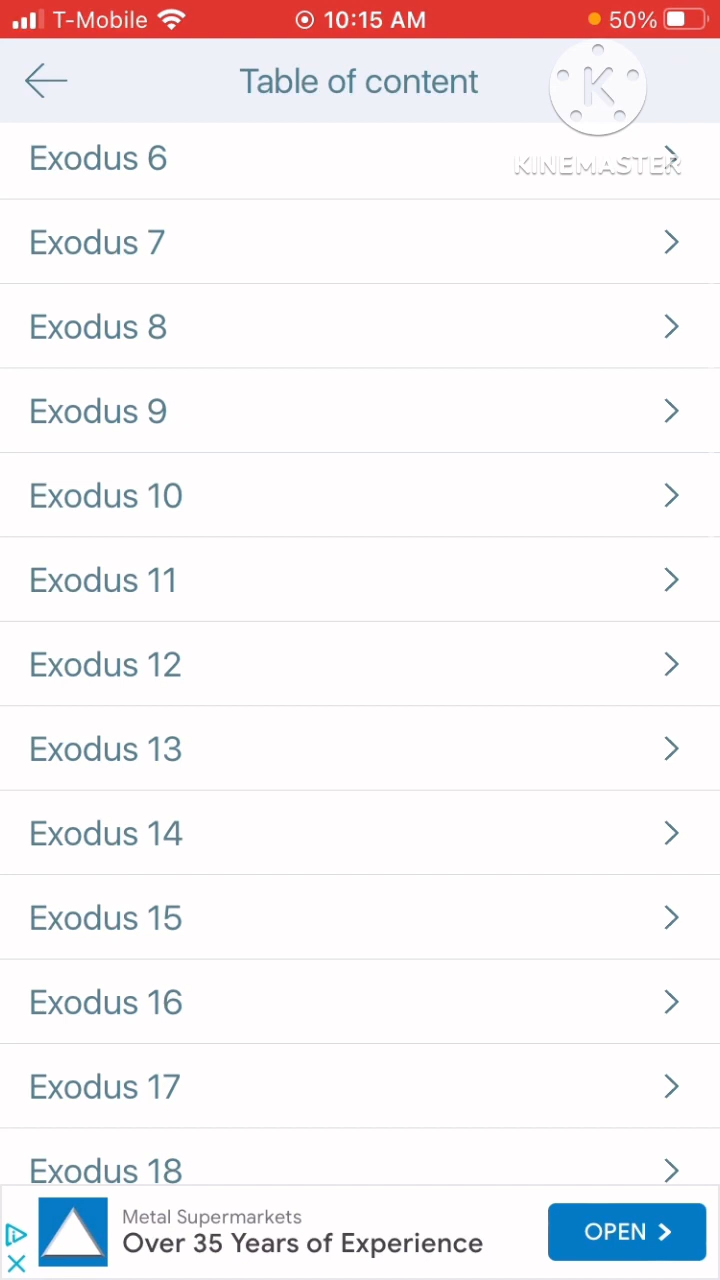 T-Mobile 10:15 AM 50%
Table of content
K
KINEMASTER
Exodus 6
Exodus 7
Exodus 8
Exodus 9
Exodus 10
Exodus 11
Exodus 12
Exodus 13
Exodus 14
Exodus 15
Exodus 16
Exodus 17
Exodus 18
Metal Supermarkets
Over 35 Years of Experience
OPEN